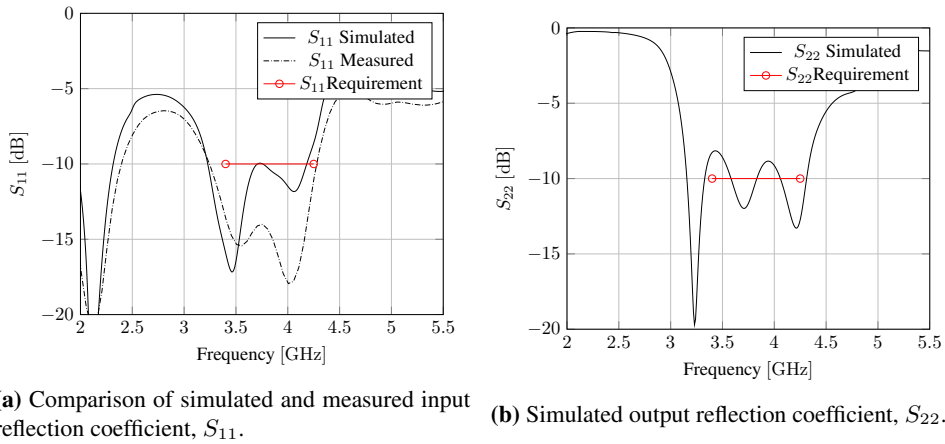 0
−5
−10
−15
−20
S₁₁ [dB]
S₁₁ Simulated
S₁₁ Measured
S₁₁Requirement
2 2.5 3 3.5 4 4.5 5 5.5
Frequency [GHz]
(a) Comparison of simulated and measured input
reflection coefficient, S₁₁.
0
−5
−10
−15
−20
S₂₂ [dB]
S₂₂ Simulated
S₂₂Requirement
2 2.5 3 3.5 4 4.5 5 5.5
Frequency [GHz]
(b) Simulated output reflection coefficient, S₂₂.